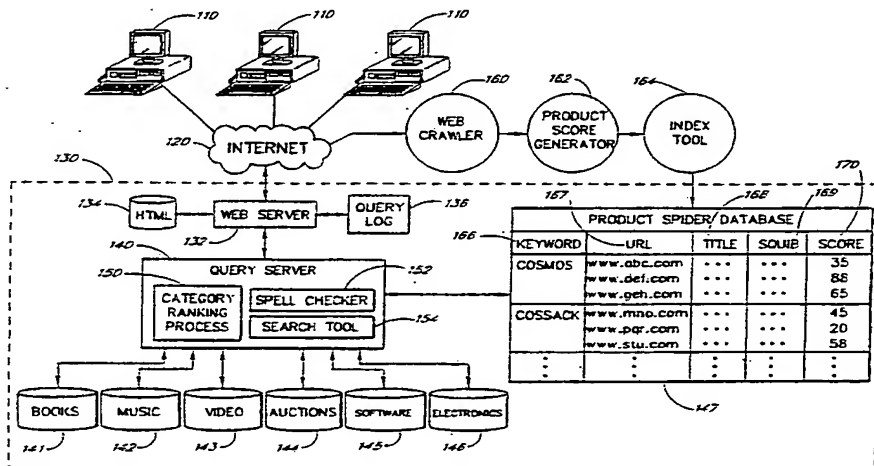 110
110
110
160
162
164
WEB CRAWLER
PRODUCT SCORE GENERATOR
INDEX TOOL
120
INTERNET
130
170
167
168
169
134
HTML
WEB SERVER
132
QUERY LOG
136
166
PRODUCT SPIDER DATABASE
KEYWORD URL TITLE SQUIB SCORE
COSMOS www.abc.com ••• ••• 35
www.def.com ••• ••• 88
www.geh.com ••• ••• 65
COSSACK www.mno.com ••• ••• 45
www.pqr.com ••• ••• 20
www.stu.com ••• ••• 58
147
140
QUERY SERVER
150
152
CATEGORY RANKING PROCESS
SPELL CHECKER
SEARCH TOOL
154
BOOKS
MUSIC
VIDEO
AUCTIONS
SOFTWARE
ELECTRONICS
141
142
143
144
145
146